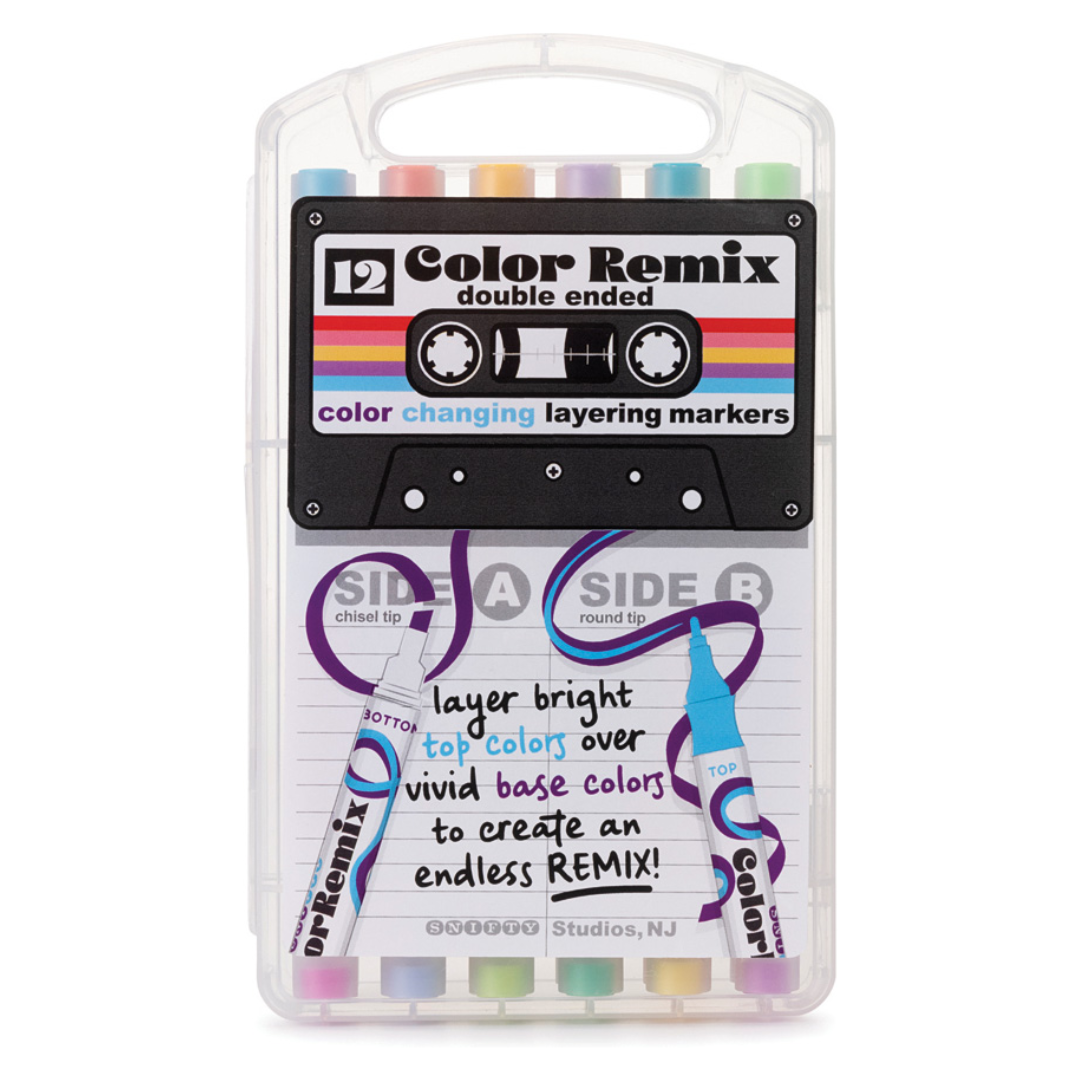 12 Color Remix
double ended
color changing layering markers
SIDE A
chisel tip
SIDE B
round tip
layer bright
top colors over
vivid base colors
to create an
endless REMIX!
BOTTOM
orRemix
TOP
Color
SNIFTY Studios, NJ